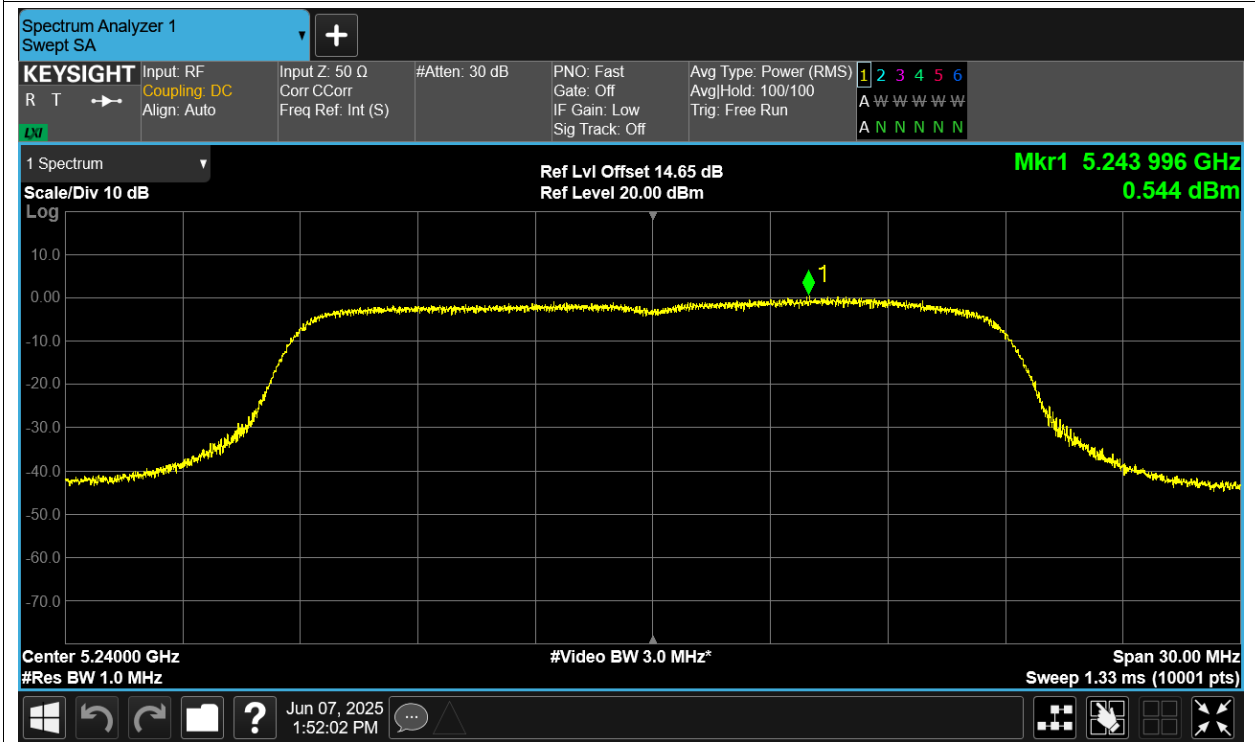 Spectrum Analyzer 1
Swept SA
KEYSIGHT
R T
LXI
Input: RF
Coupling: DC
Align: Auto
Input Z: 50 Ω
Corr CCorr
Freq Ref: Int (S)
#Atten: 30 dB
PNO: Fast
Gate: Off
IF Gain: Low
Sig Track: Off
Avg Type: Power (RMS)
Avg|Hold: 100/100
Trig: Free Run
1 2 3 4 5 6
A W W W W W
A N N N N N
1 Spectrum
Scale/Div 10 dB
Log
Ref Lvl Offset 14.65 dB
Ref Level 20.00 dBm
Mkr1 5.243 996 GHz
0.544 dBm
10.0
0.00
1
-10.0
-20.0
-30.0
-40.0
-50.0
-60.0
-70.0
Center 5.24000 GHz
#Res BW 1.0 MHz
#Video BW 3.0 MHz*
Span 30.00 MHz
Sweep 1.33 ms (10001 pts)
Jun 07, 2025
1:52:02 PM